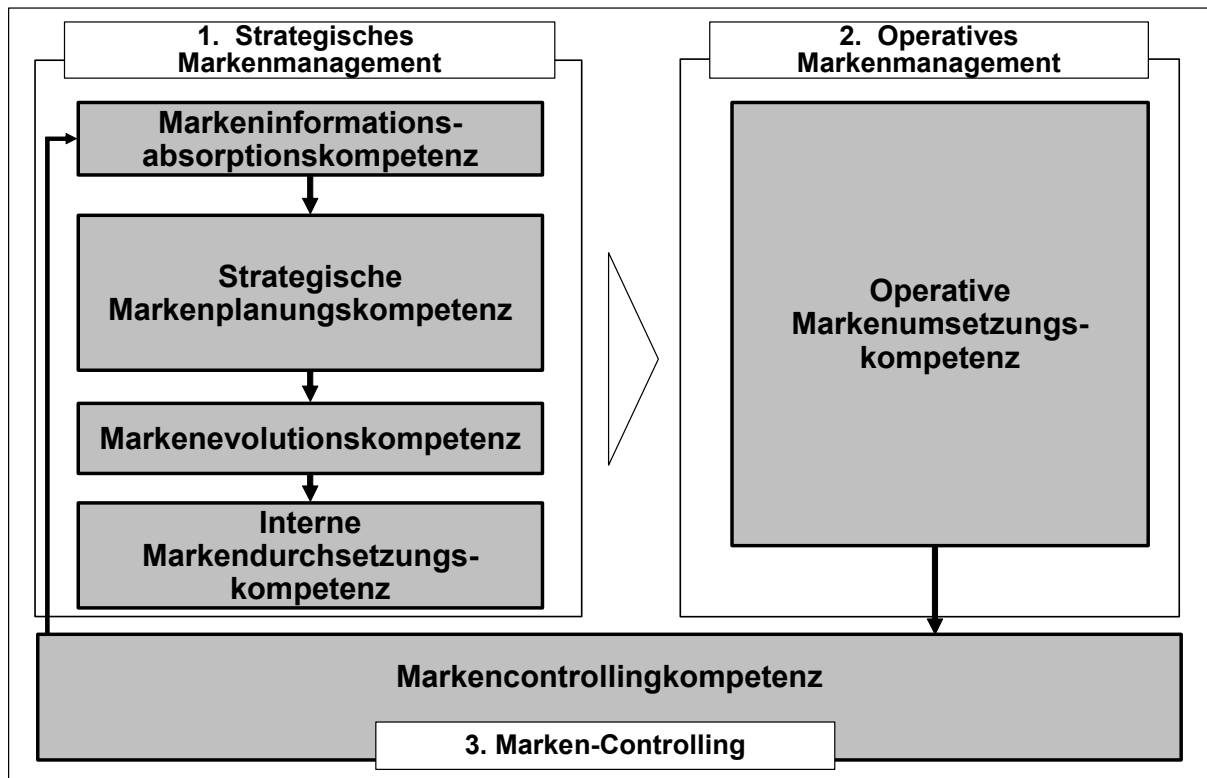 1. Strategisches
Markenmanagement
Markeninformations-
absorptionskompetenz
Strategische
Markenplanungskompetenz
Markenevolutionskompetenz
Interne
Markendurchsetzungs-
kompetenz
2. Operatives
Markenmanagement
Operative
Markenumsetzungs-
kompetenz
Markencontrollingkompetenz
3. Marken-Controlling